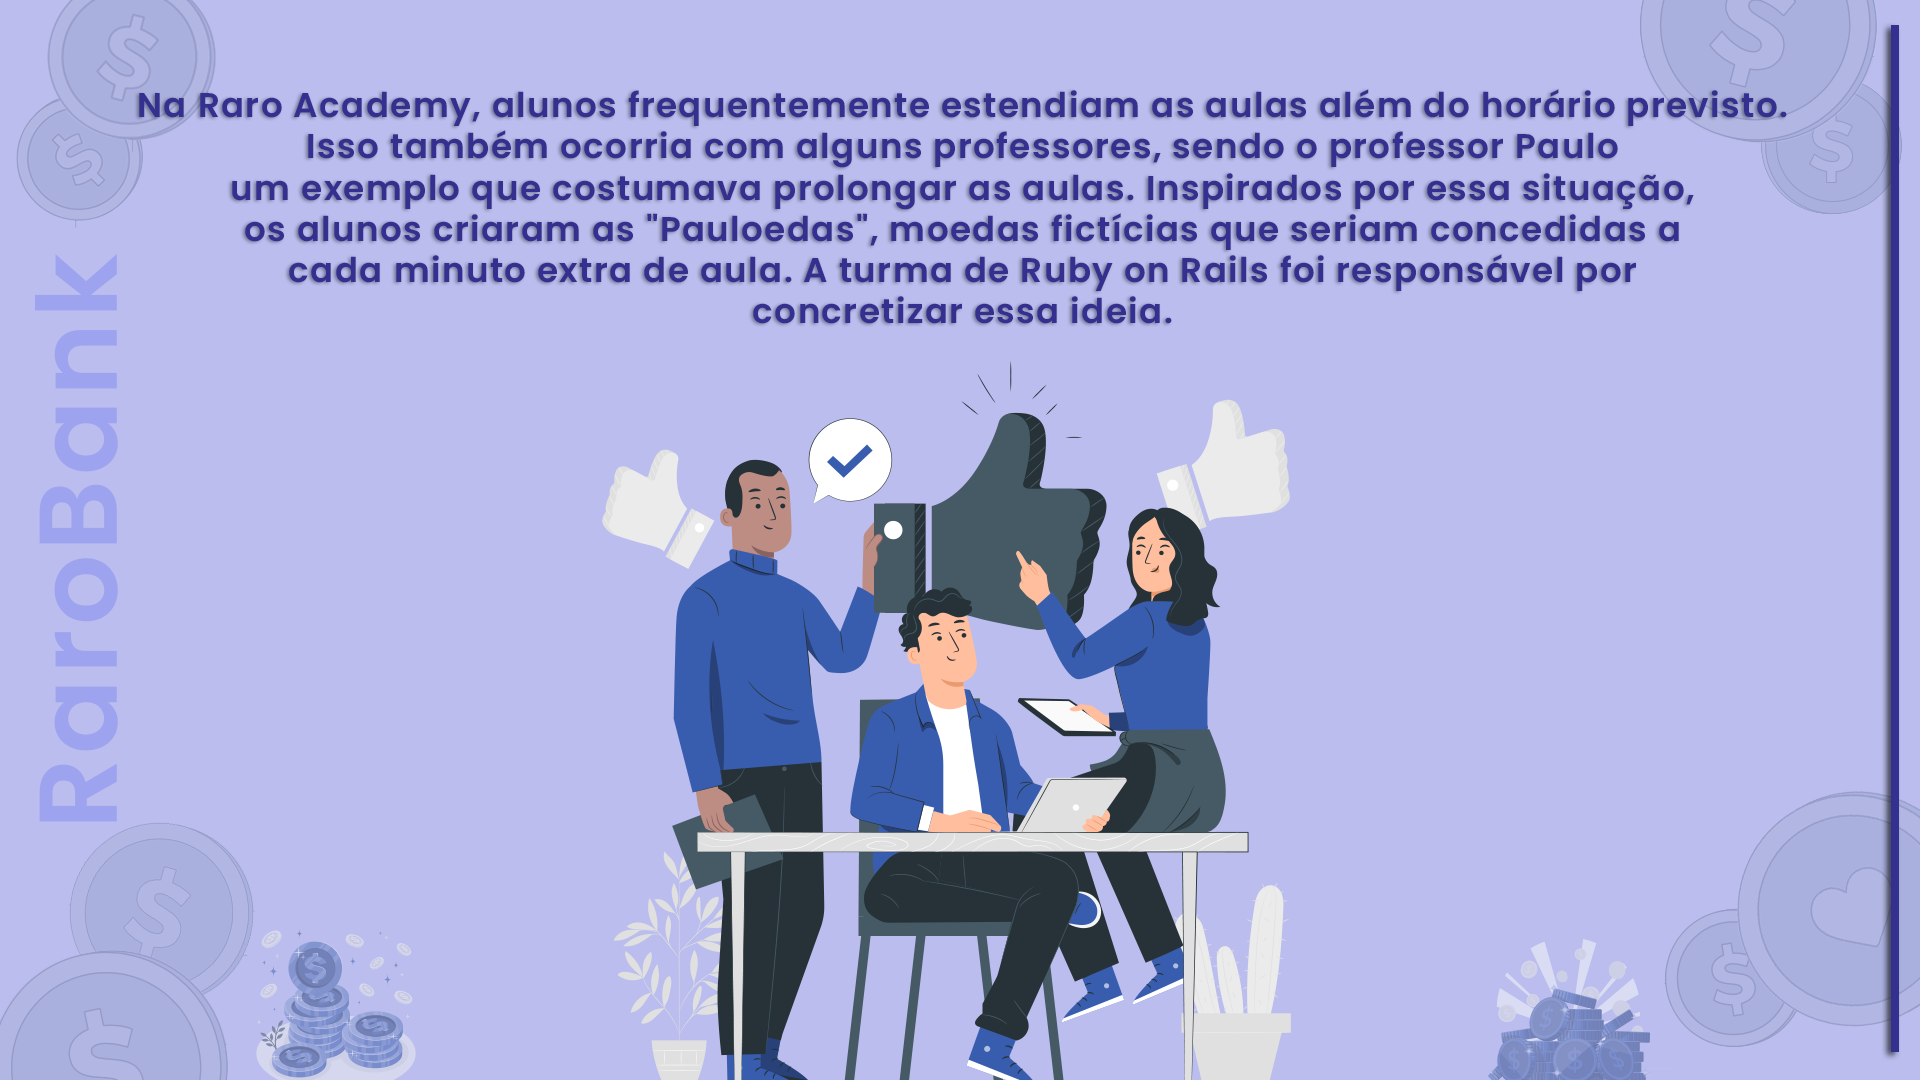 Na Raro Academy, alunos frequentemente estendiam as aulas além do horário previsto.
Isso também ocorria com alguns professores, sendo o professor Paulo
um exemplo que costumava prolongar as aulas. Inspirados por essa situação,
os alunos criaram as "Pauloedas", moedas fictícias que seriam concedidas a
cada minuto extra de aula. A turma de Ruby on Rails foi responsável por
concretizar essa ideia.
RaroBank